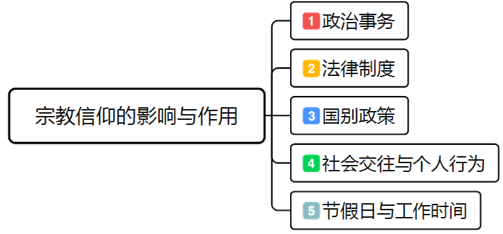 宗教信仰的影响与作用
1 政治事务
2 法律制度
3 国别政策
4 社会交往与个人行为
5 节假日与工作时间